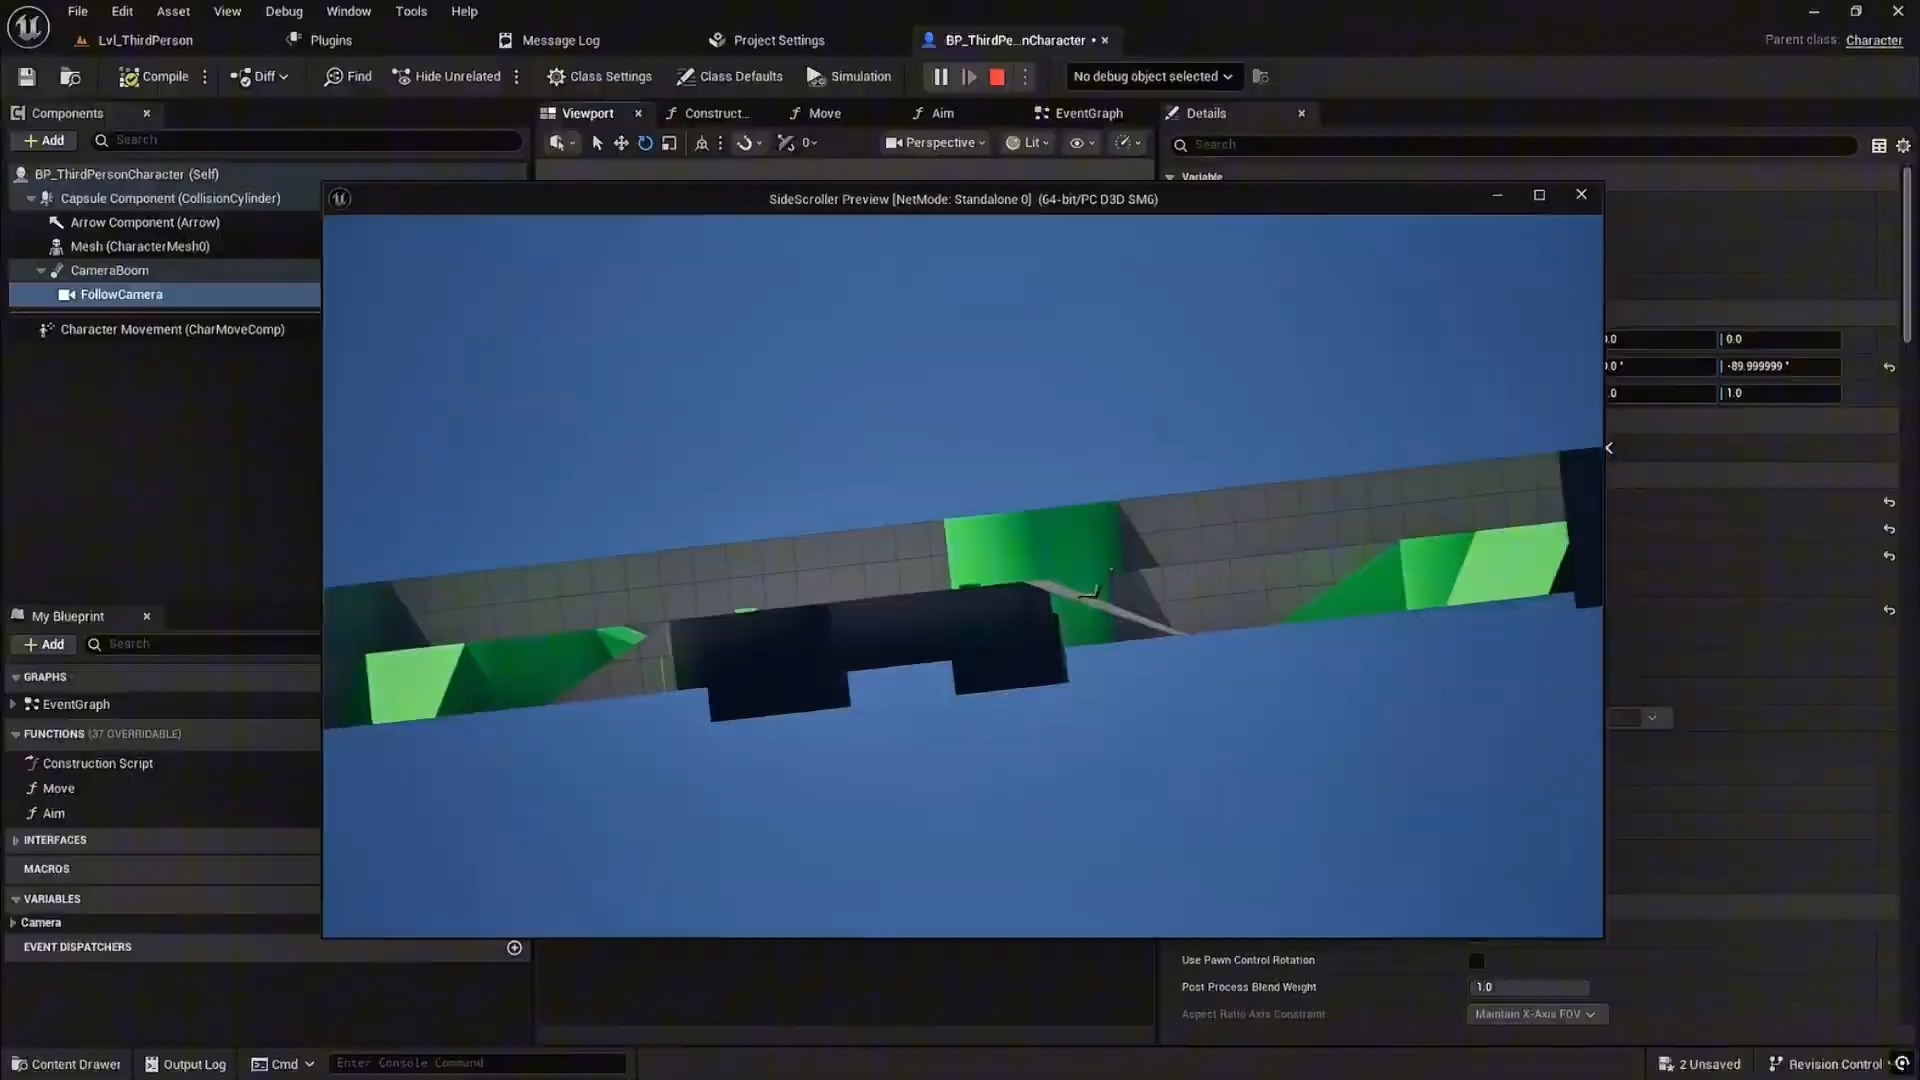 File Edit Asset View Debug Window Tools Help
Lvl_ThirdPerson Plugins Message Log Project Settings BP_ThirdPe...nCharacter • Parent class: Character
Compile Diff Find Hide Unrelated Class Settings Class Defaults Simulation No debug object selected
Components Viewport Construct... Move Aim EventGraph Details
Add Search 0 Perspective Lit Search
BP_ThirdPersonCharacter (Self) Variable
Capsule Component (CollisionCylinder)
SideScroller Preview [NetMode: Standalone 0] (64-bit/PC D3D SM6)
Arrow Component (Arrow)
Mesh (CharacterMesh0)
CameraBoom
FollowCamera
Character Movement (CharMoveComp)
0.0
-89.999999 °
1.0
My Blueprint
Add Search
GRAPHS
EventGraph
FUNCTIONS (37 OVERRIDABLE)
Construction Script
Move
Aim
INTERFACES
MACROS
VARIABLES
Camera
EVENT DISPATCHERS
Use Pawn Control Rotation
Post Process Blend Weight 1.0
Aspect Ratio Axis Constraint Maintain X-Axis FOV
Content Drawer Output Log Cmd Enter Console Command 2 Unsaved Revision Control